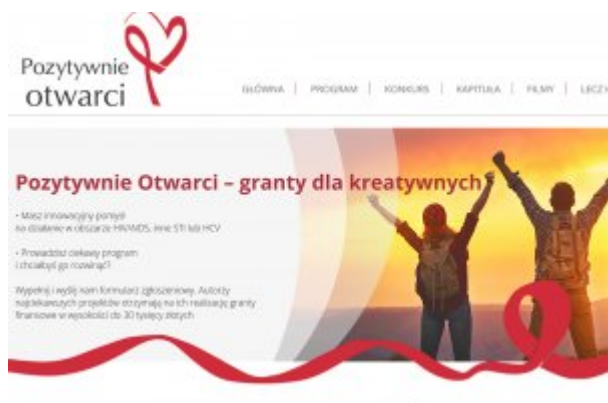 Pozytywnie
otwarci
GŁÓWNA | PROGRAM | KONKURS | KAPITUŁA | FILMY | LECZ
Pozytywnie Otwarci – granty dla kreatywnych
• Masz innowacyjny pomysł
na działanie w obszarze HIV/AIDS, inne STI lub HCV
• Prowadzisz ciekawy program
i chciałbyś go rozwinąć?
Wypełnij i wyślij nam formularz zgłoszeniowy. Autorzy
najciekawszych projektów otrzymają na ich realizację granty
finansowe w wysokości do 30 tysięcy złotych